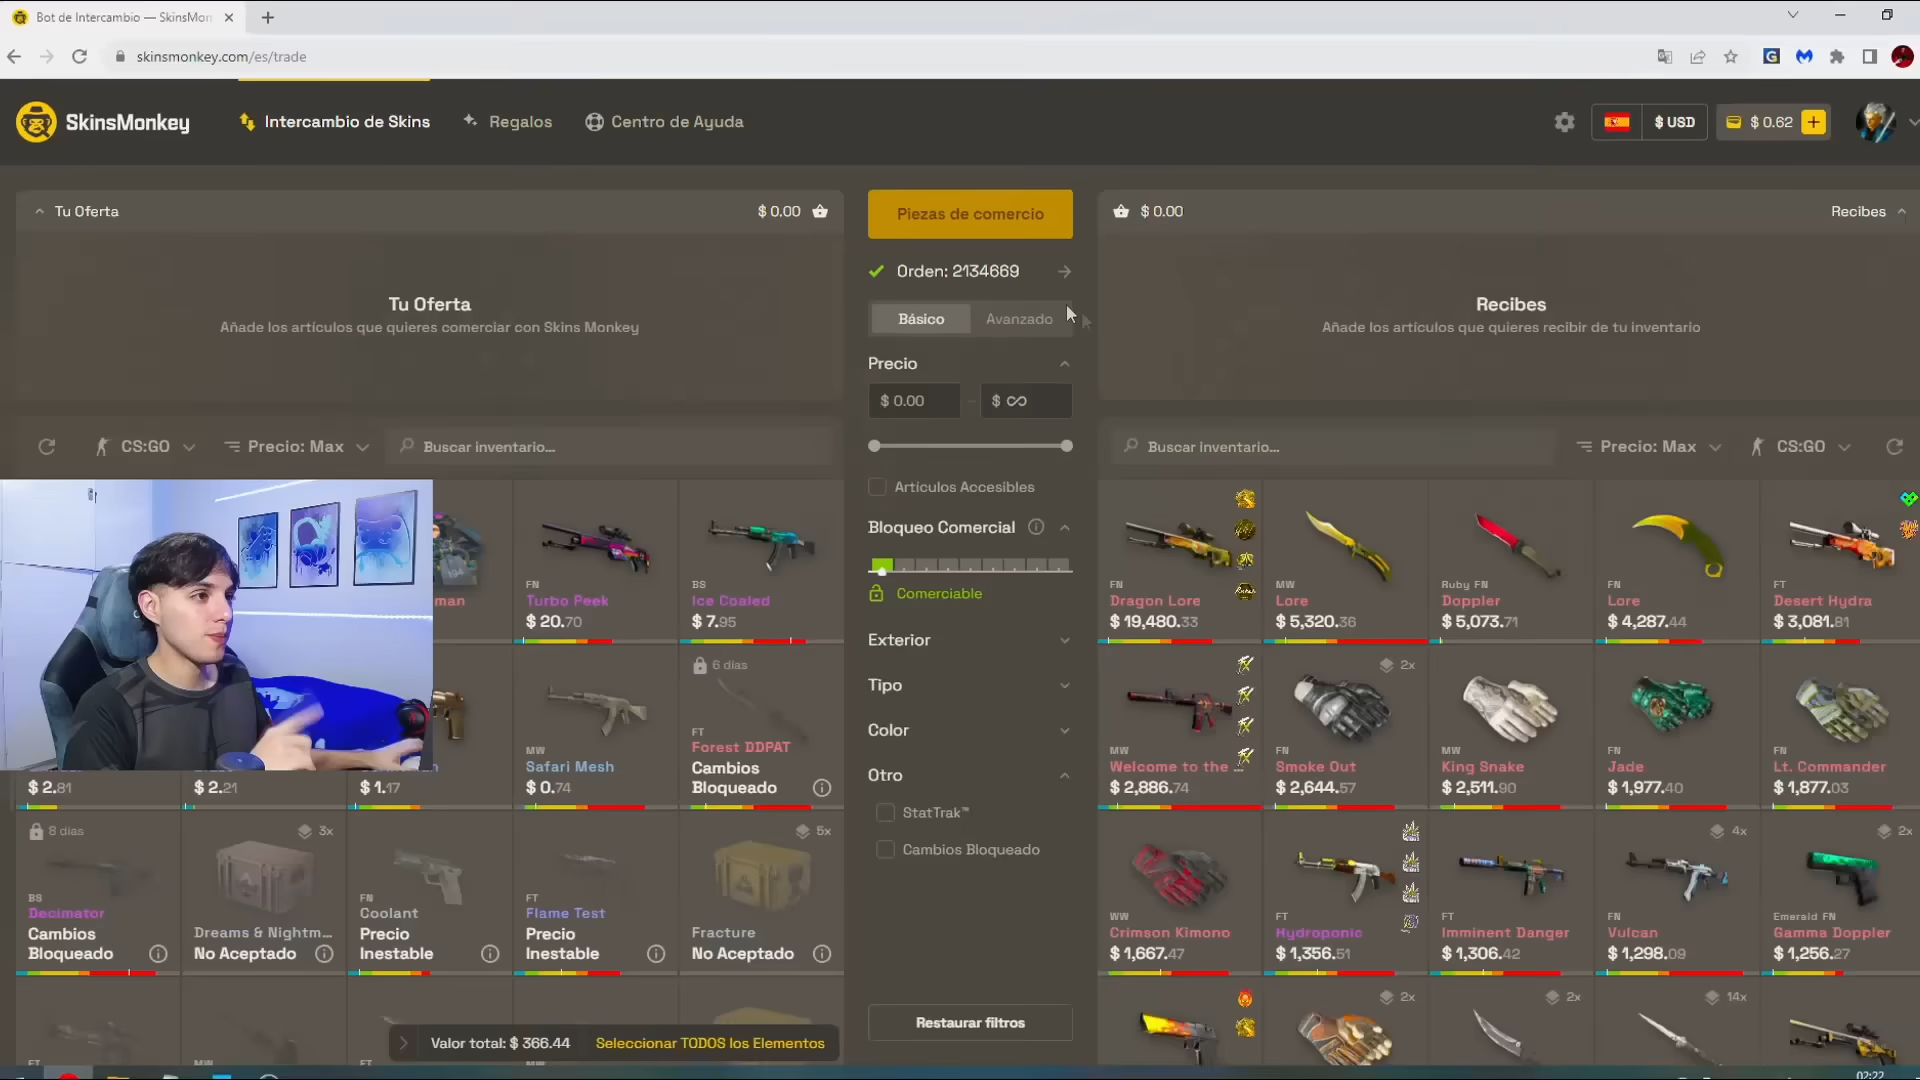 Bot de Intercambio — SkinsMon
skinsmonkey.com/es/trade
SkinsMonkey
Intercambio de Skins
Regalos
Centro de Ayuda
$ USD
$ 0.62
Tu Oferta
$ 0.00
Piezas de comercio
$ 0.00
Recibes
Orden: 2134669
Tu Oferta
Añade los artículos que quieres comerciar con Skins Monkey
Básico
Avanzado
Recibes
Añade los artículos que quieres recibir de tu inventario
Precio
$ 0.00
$ ∞
CS:GO
Precio: Max
Buscar inventario...
Buscar inventario...
Precio: Max
CS:GO
Artículos Accesibles
Bloqueo Comercial
Comerciable
Exterior
Tipo
Color
Otro
StatTrak™
Cambios Bloqueado
Restaurar filtros
man
FN
Turbo Peek
$ 20.70
BS
Ice Coaled
$ 7.95
$ 2.81
$ 2.21
$ 1.17
MW
Safari Mesh
$ 0.74
6 días
FT
Forest DDPAT
Cambios
Bloqueado
8 días
BS
Decimator
Cambios
Bloqueado
3x
Dreams & Nightm...
No Aceptado
FN
Coolant
Precio
Inestable
FT
Flame Test
Precio
Inestable
5x
Fracture
No Aceptado
FT
MW
Valor total: $ 366.44
Seleccionar TODOS los Elementos
FN
Dragon Lore
$ 19,480.33
MW
Lore
$ 5,320.36
Ruby FN
Doppler
$ 5,073.71
FN
Lore
$ 4,287.44
FT
Desert Hydra
$ 3,081.81
MW
Welcome to the ...
$ 2,886.74
2x
FN
Smoke Out
$ 2,644.57
MW
King Snake
$ 2,511.90
FN
Jade
$ 1,977.40
FN
Lt. Commander
$ 1,877.03
WW
Crimson Kimono
$ 1,667.47
FT
Hydroponic
$ 1,356.51
FT
Imminent Danger
$ 1,306.42
4x
FN
Vulcan
$ 1,298.09
2x
Emerald FN
Gamma Doppler
$ 1,256.27
2x
2x
14x
02:22